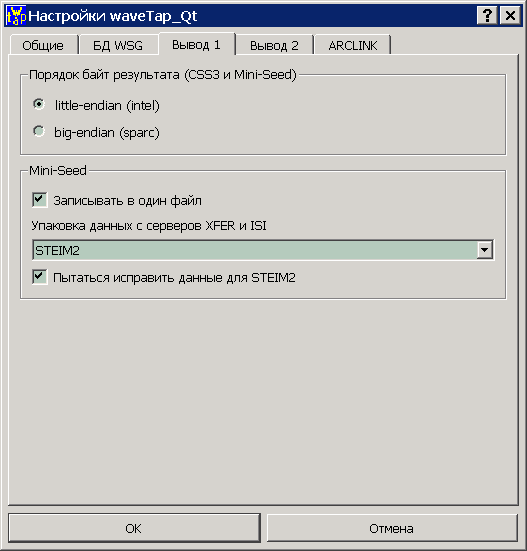 Настройки waveTap_Qt
Общие БД WSG Вывод 1 Вывод 2 ARCLINK
Порядок байт результата (CSS3 и Mini-Seed)
little-endian (intel)
big-endian (sparc)
Mini-Seed
Записывать в один файл
Упаковка данных с серверов XFER и ISI
STEIM2
Пытаться исправить данные для STEIM2
OK Отмена